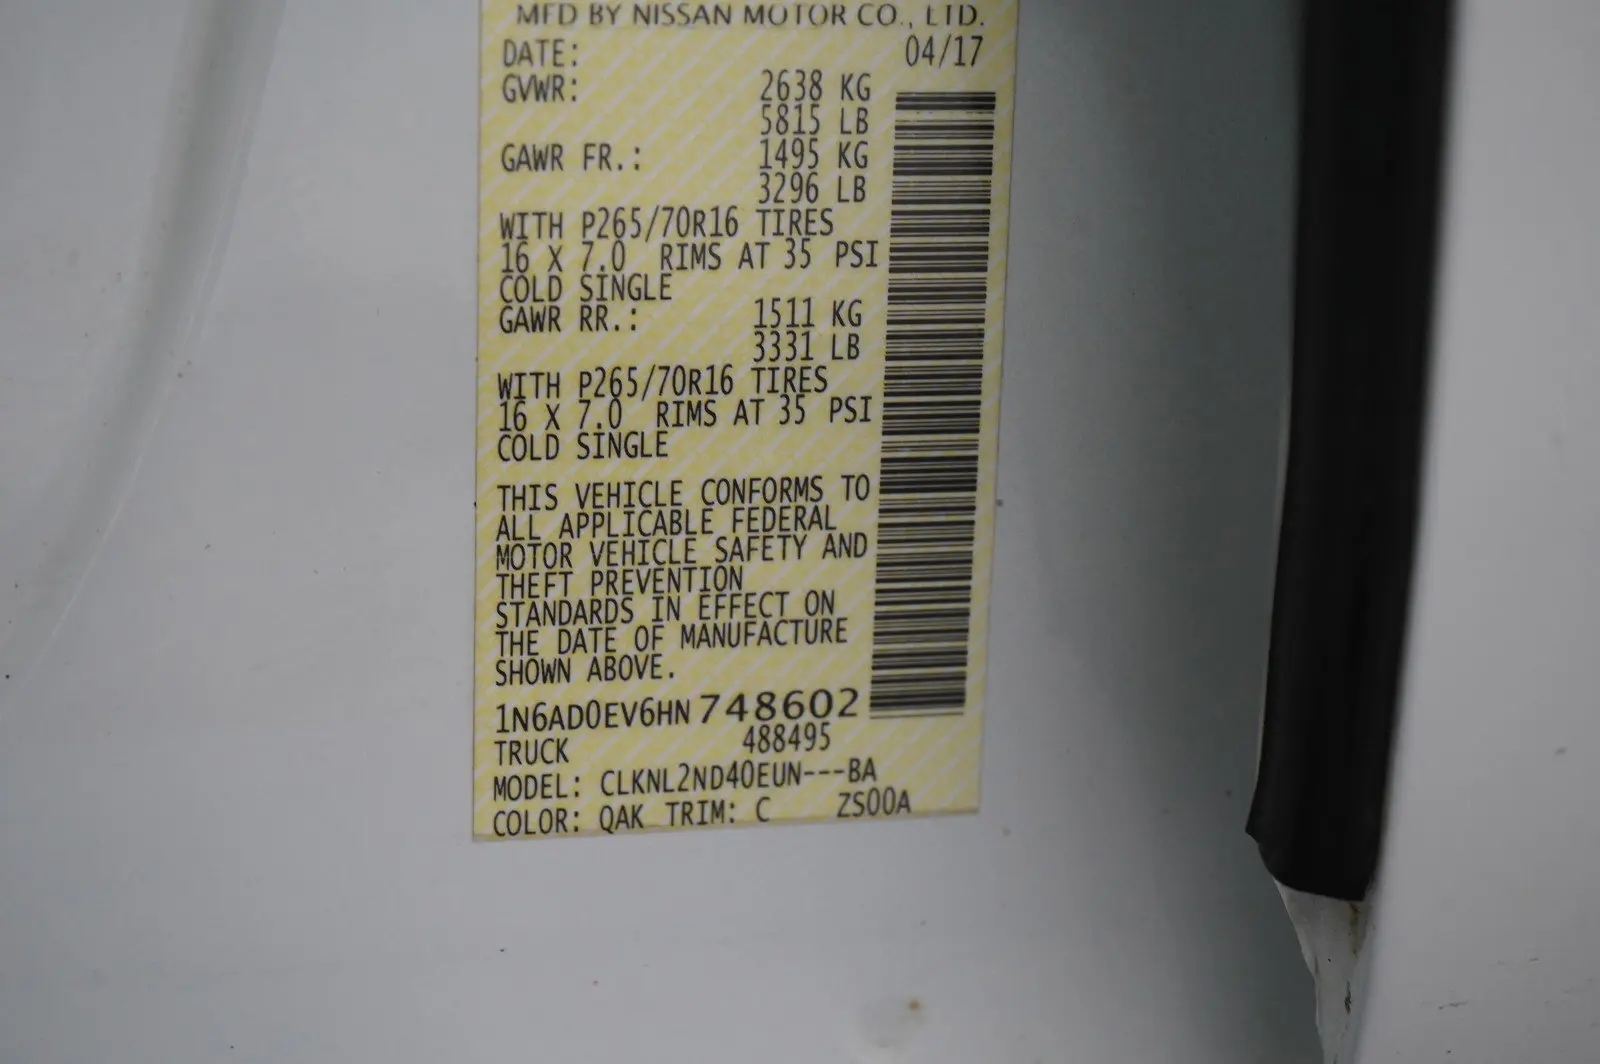 MFD BY NISSAN MOTOR CO., LTD.
DATE: 04/17
GVWR: 2638 KG
5815 LB
GAWR FR.: 1495 KG
3296 LB
WITH P265/70R16 TIRES
16 X 7.0 RIMS AT 35 PSI
COLD SINGLE
GAWR RR.: 1511 KG
3331 LB
WITH P265/70R16 TIRES
16 X 7.0 RIMS AT 35 PSI
COLD SINGLE
THIS VEHICLE CONFORMS TO
ALL APPLICABLE FEDERAL
MOTOR VEHICLE SAFETY AND
THEFT PREVENTION
STANDARDS IN EFFECT ON
THE DATE OF MANUFACTURE
SHOWN ABOVE.
1N6AD0EV6HN748602
TRUCK 488495
MODEL: CLKNL2ND40EUN---BA
COLOR: QAK TRIM: C ZS00A